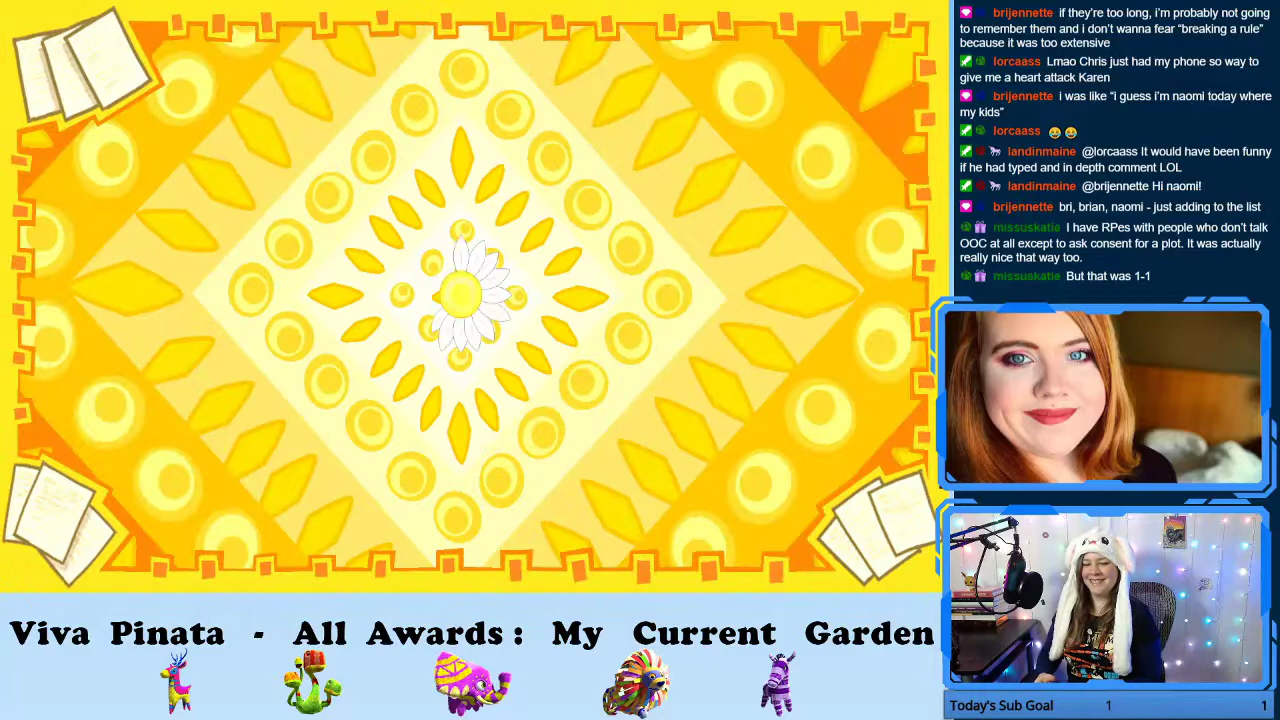 brijennette if they're too long, i'm probably not going
to remember them and i don't wanna fear "breaking a rule"
because it was too extensive
lorcaass Lmao Chris just had my phone so way to
give me a heart attack Karen
brijennette i was like "i guess i'm naomi today where
my kids"
lorcaass
landinmaine @lorcaass It would have been funny
if he had typed and in depth comment LOL
landinmaine @brijennette Hi naomi!
brijennette bri, brian, naomi - just adding to the list
missuskatie I have RPes with people who don't talk
OOC at all except to ask consent for a plot. It was actually
really nice that way too.
missuskatie But that was 1-1
Viva Pinata - All Awards : My Current Garden
Today's Sub Goal 1 1